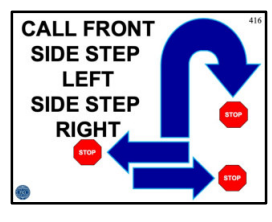 416
CALL FRONT
SIDE STEP
LEFT
SIDE STEP
RIGHT
STOP
STOP
STOP